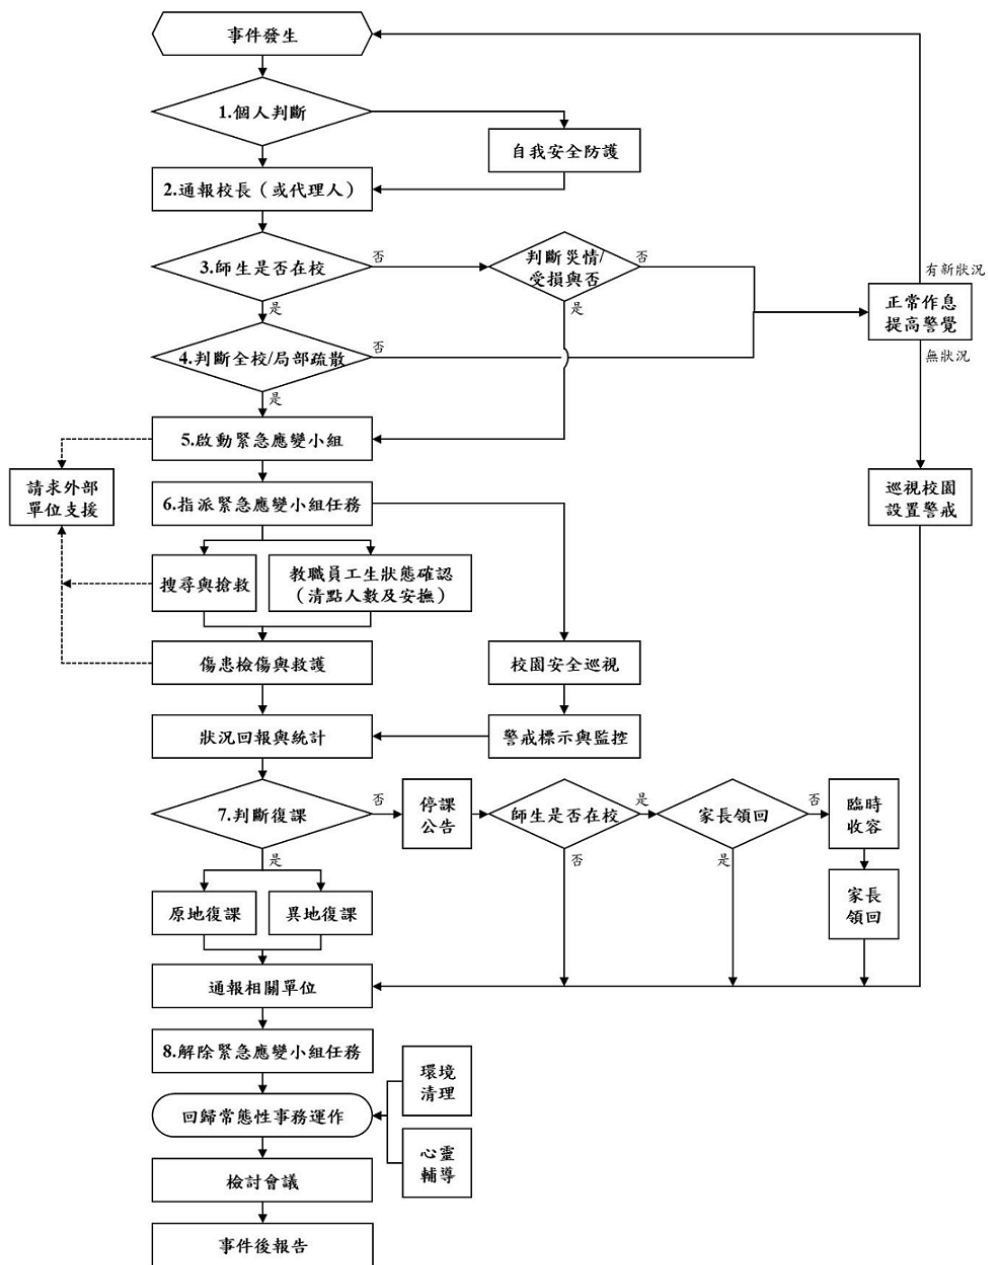 事件發生
1.個人判斷
自我安全防護
2.通報校長（或代理人）
3.師生是否在校
否
是
判斷災情/
受損與否
否
是
有新狀況
正常作息
提高警覺
無狀況
4.判斷全校/局部疏散
否
是
5.啟動緊急應變小組
請求外部
單位支援
6.指派緊急應變小組任務
巡視校園
設置警戒
搜尋與搶救
教職員工生狀態確認
（清點人數及安撫）
傷患檢傷與救護
校園安全巡視
狀況回報與統計
警戒標示與監控
7.判斷復課
否
是
停課
公告
師生是否在校
是
否
家長領回
否
是
臨時
收容
家長
領回
原地復課
異地復課
通報相關單位
8.解除緊急應變小組任務
環境
清理
回歸常態性事務運作
心靈
輔導
檢討會議
事件後報告